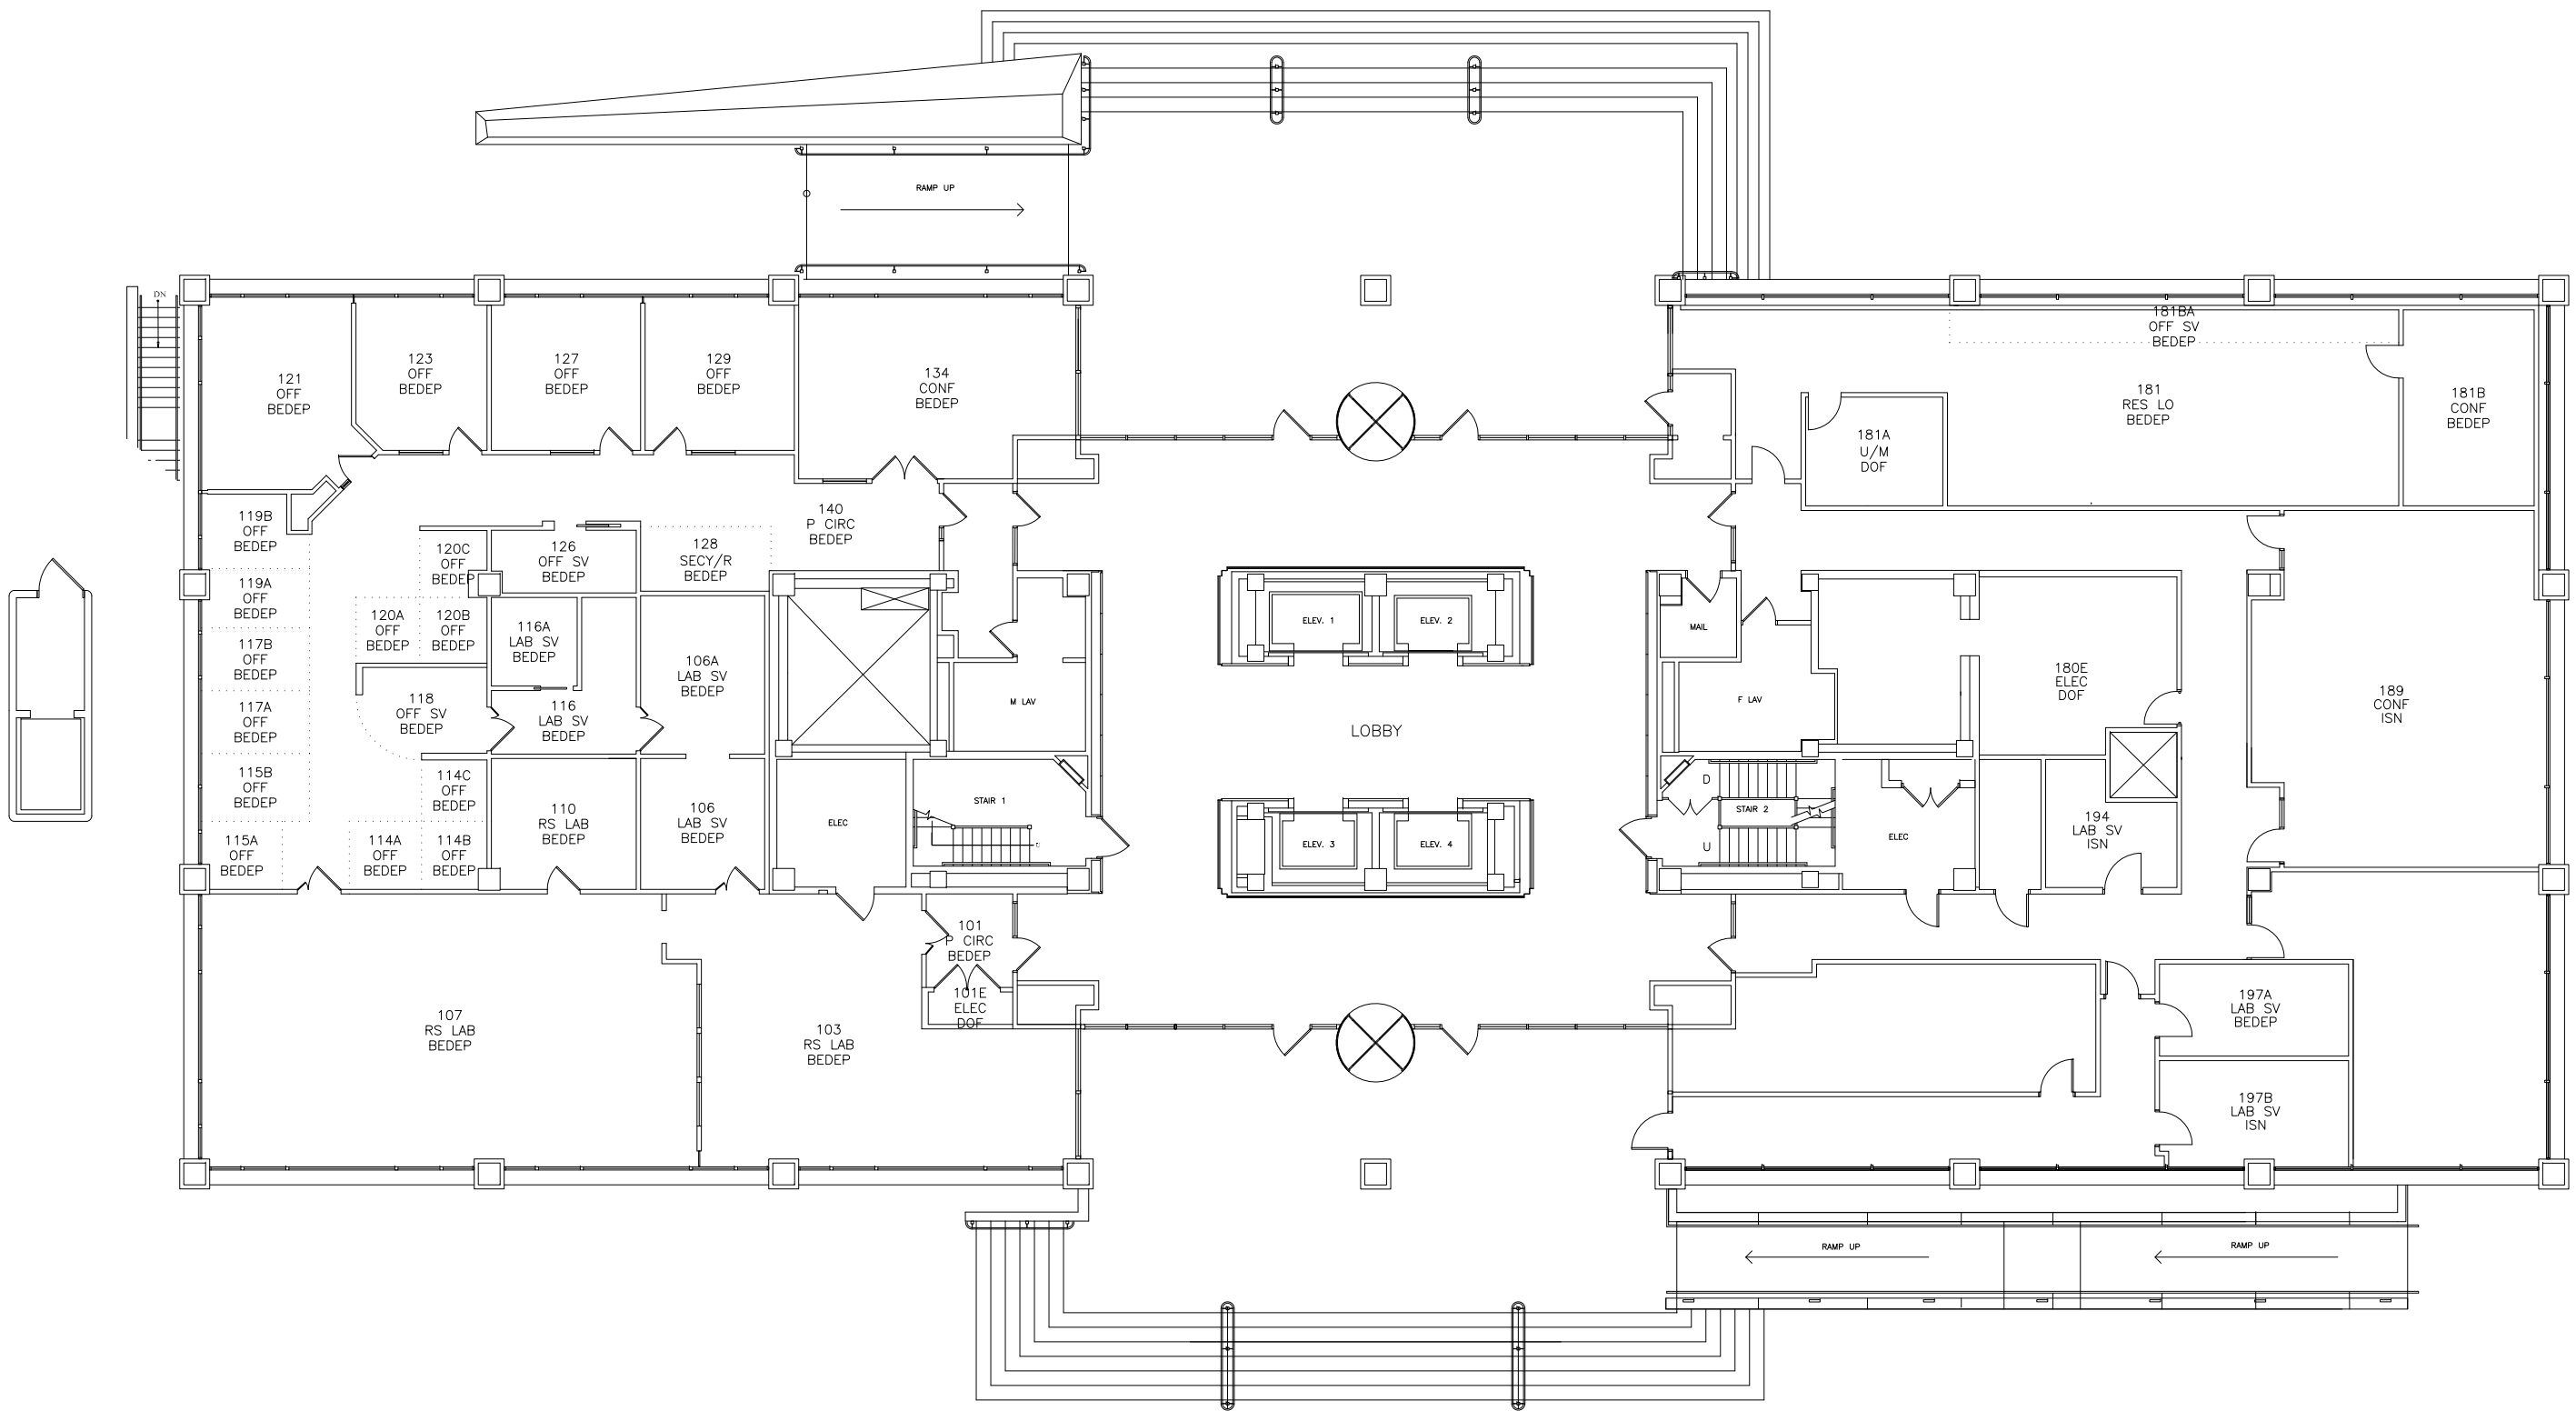 RAMP UP
DN
121
OFF
BEDEP
123
OFF
BEDEP
127
OFF
BEDEP
129
OFF
BEDEP
134
CONF
BEDEP
181BA
OFF SV
BEDEP
181
RES LO
BEDEP
181B
CONF
BEDEP
181A
U/M
DOF
119B
OFF
BEDEP
120C
OFF
BEDEP
126
OFF SV
BEDEP
128
SECY/R
BEDEP
140
P CIRC
BEDEP
119A
OFF
BEDEP
120A
OFF
BEDEP
120B
OFF
BEDEP
116A
LAB SV
BEDEP
117B
OFF
BEDEP
106A
LAB SV
BEDEP
117A
OFF
BEDEP
118
OFF SV
BEDEP
116
LAB SV
BEDEP
M LAV
ELEV. 1
ELEV. 2
LOBBY
MAIL
F LAV
180E
ELEC
DOF
189
CONF
ISN
115B
OFF
BEDEP
114C
OFF
BEDEP
110
RS LAB
BEDEP
106
LAB SV
BEDEP
ELEC
STAIR 1
U
ELEV. 3
ELEV. 4
D
STAIR 2
U
ELEC
194
LAB SV
ISN
115A
OFF
BEDEP
114A
OFF
BEDEP
114B
OFF
BEDEP
101
P CIRC
BEDEP
101E
ELEC
DOF
107
RS LAB
BEDEP
103
RS LAB
BEDEP
197A
LAB SV
BEDEP
197B
LAB SV
ISN
RAMP UP
RAMP UP